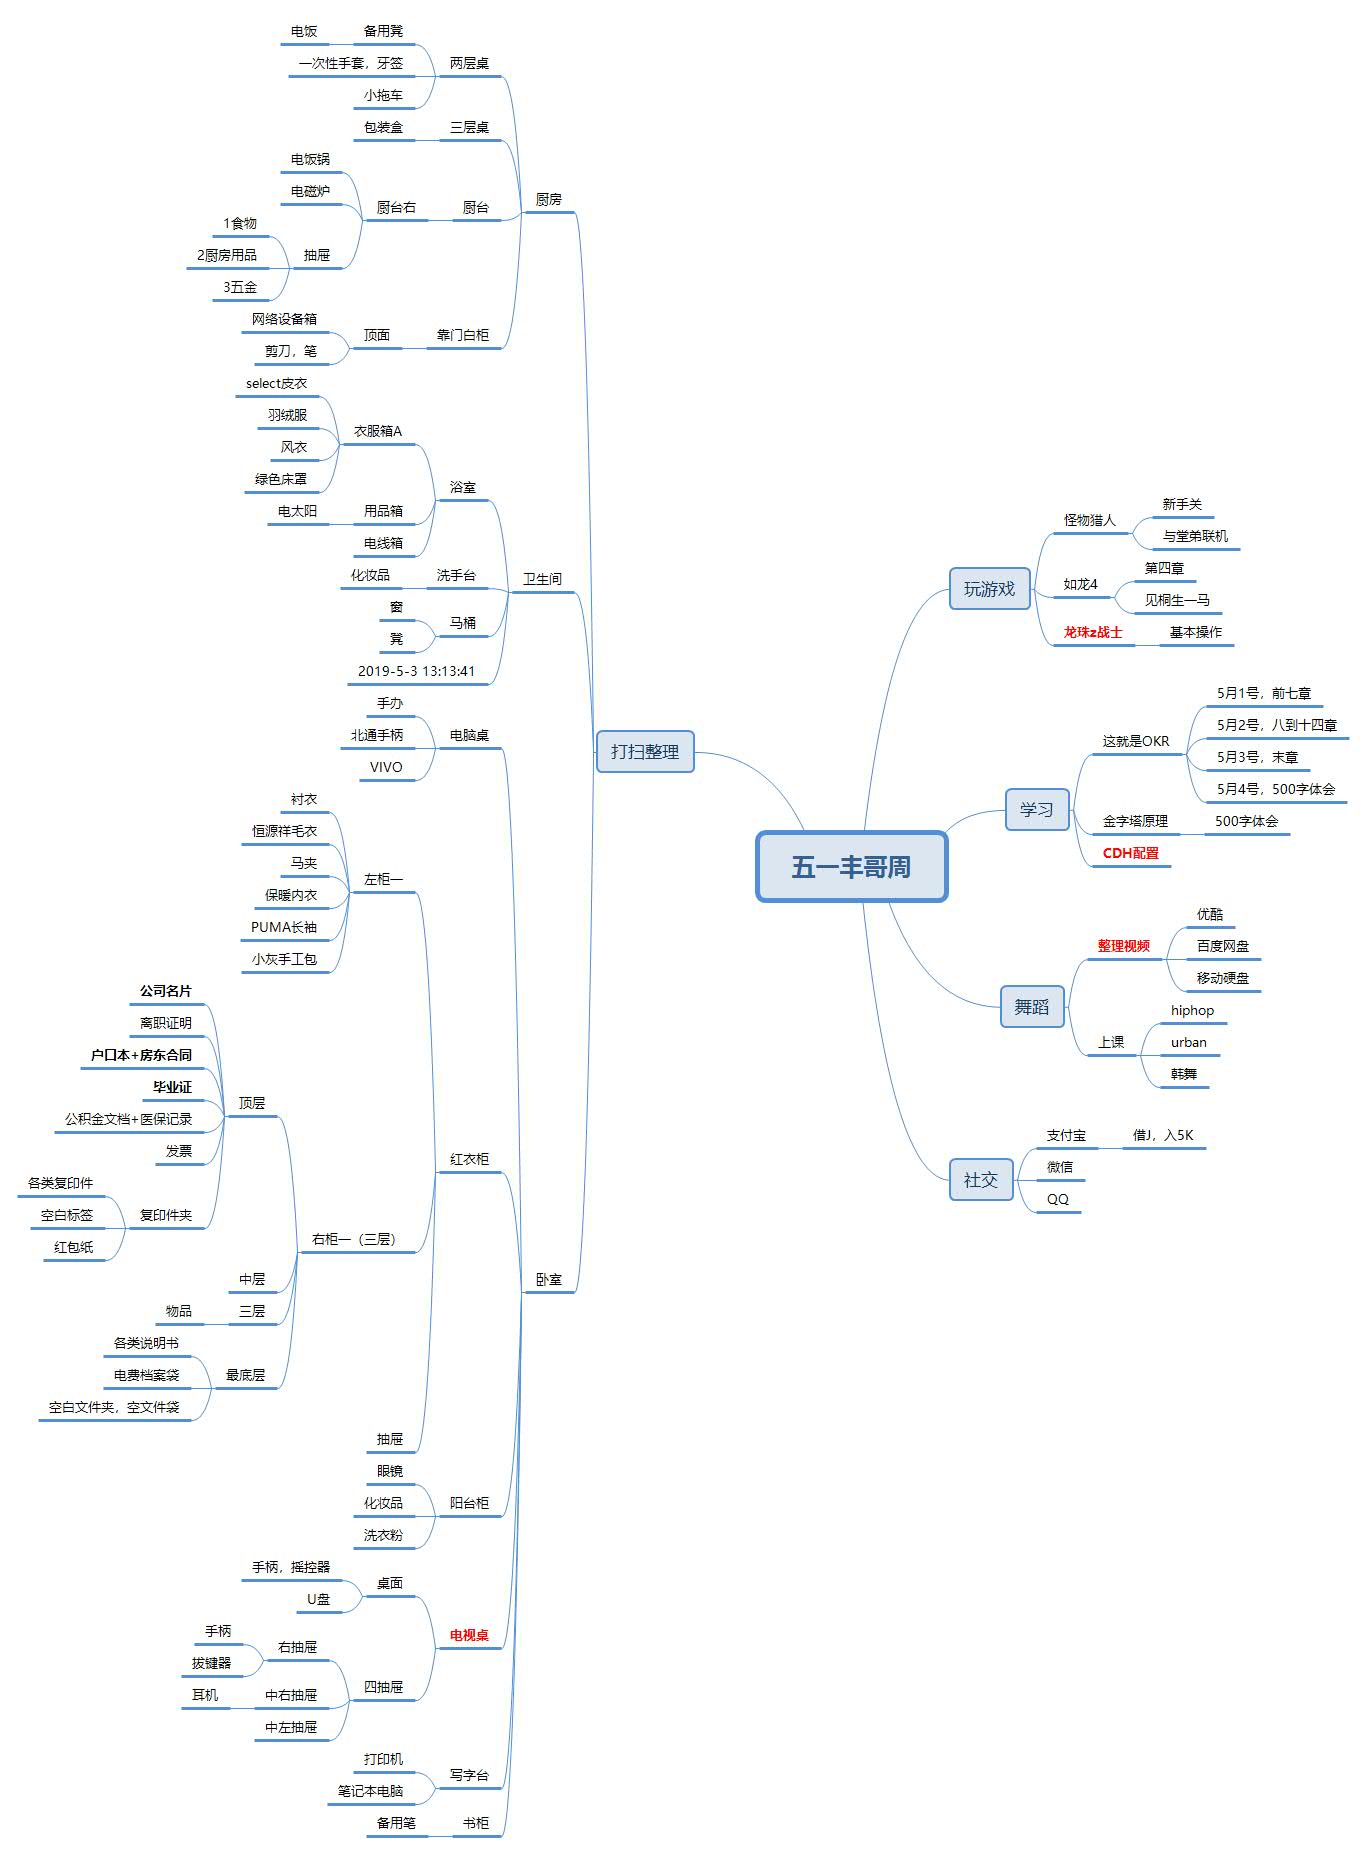 五一丰哥周
玩游戏
怪物猎人
新手关
与堂弟联机
如龙4
第四章
见桐生一马
龙珠z战士
基本操作
学习
这就是OKR
5月1号，前七章
5月2号，八到十四章
5月3号，末章
5月4号，500字体会
金字塔原理
500字体会
CDH配置
舞蹈
整理视频
优酷
百度网盘
移动硬盘
上课
hiphop
urban
韩舞
社交
支付宝
借J，入5K
微信
QQ
打扫整理
厨房
两层桌
备用凳
电饭
一次性手套，牙签
小拖车
三层桌
包装盒
厨台
厨台右
电饭锅
电磁炉
抽屉
1食物
2厨房用品
3五金
靠门白柜
顶面
网络设备箱
剪刀，笔
卫生间
浴室
衣服箱A
select皮衣
羽绒服
风衣
绿色床罩
用品箱
电太阳
电线箱
洗手台
化妆品
马桶
窗
凳
2019-5-3 13:13:41
卧室
电脑桌
手办
北通手柄
VIVO
红衣柜
左柜一
衬衣
恒源祥毛衣
马夹
保暖内衣
PUMA长袖
小灰手工包
右柜一（三层）
顶层
公司名片
离职证明
户口本+房东合同
毕业证
公积金文档+医保记录
发票
复印件夹
各类复印件
空白标签
红包纸
中层
三层
物品
最底层
各类说明书
电费档案袋
空白文件夹，空文件袋
抽屉
阳台柜
眼镜
化妆品
洗衣粉
电视桌
桌面
手柄，摇控器
U盘
四抽屉
右抽屉
手柄
拔键器
中右抽屉
耳机
中左抽屉
写字台
打印机
笔记本电脑
书柜
备用笔